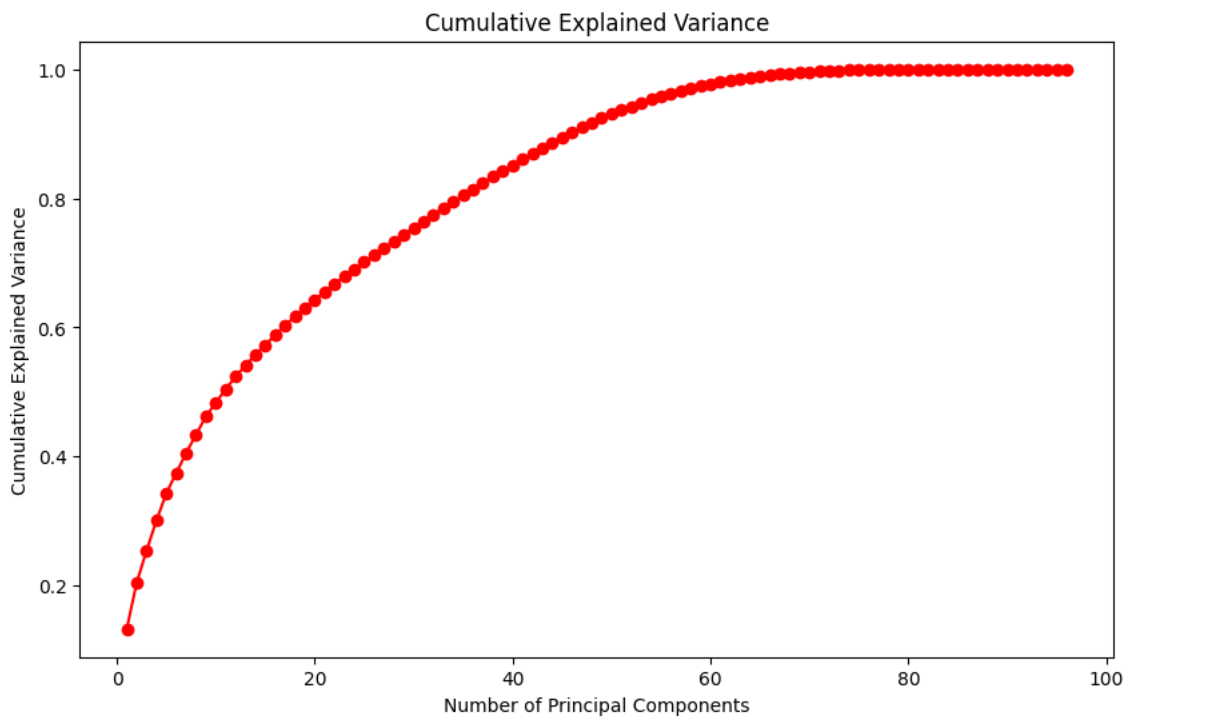 Cumulative Explained Variance
Cumulative Explained Variance
1.0
0.8
0.6
0.4
0.2
0 20 40 60 80 100
Number of Principal Components